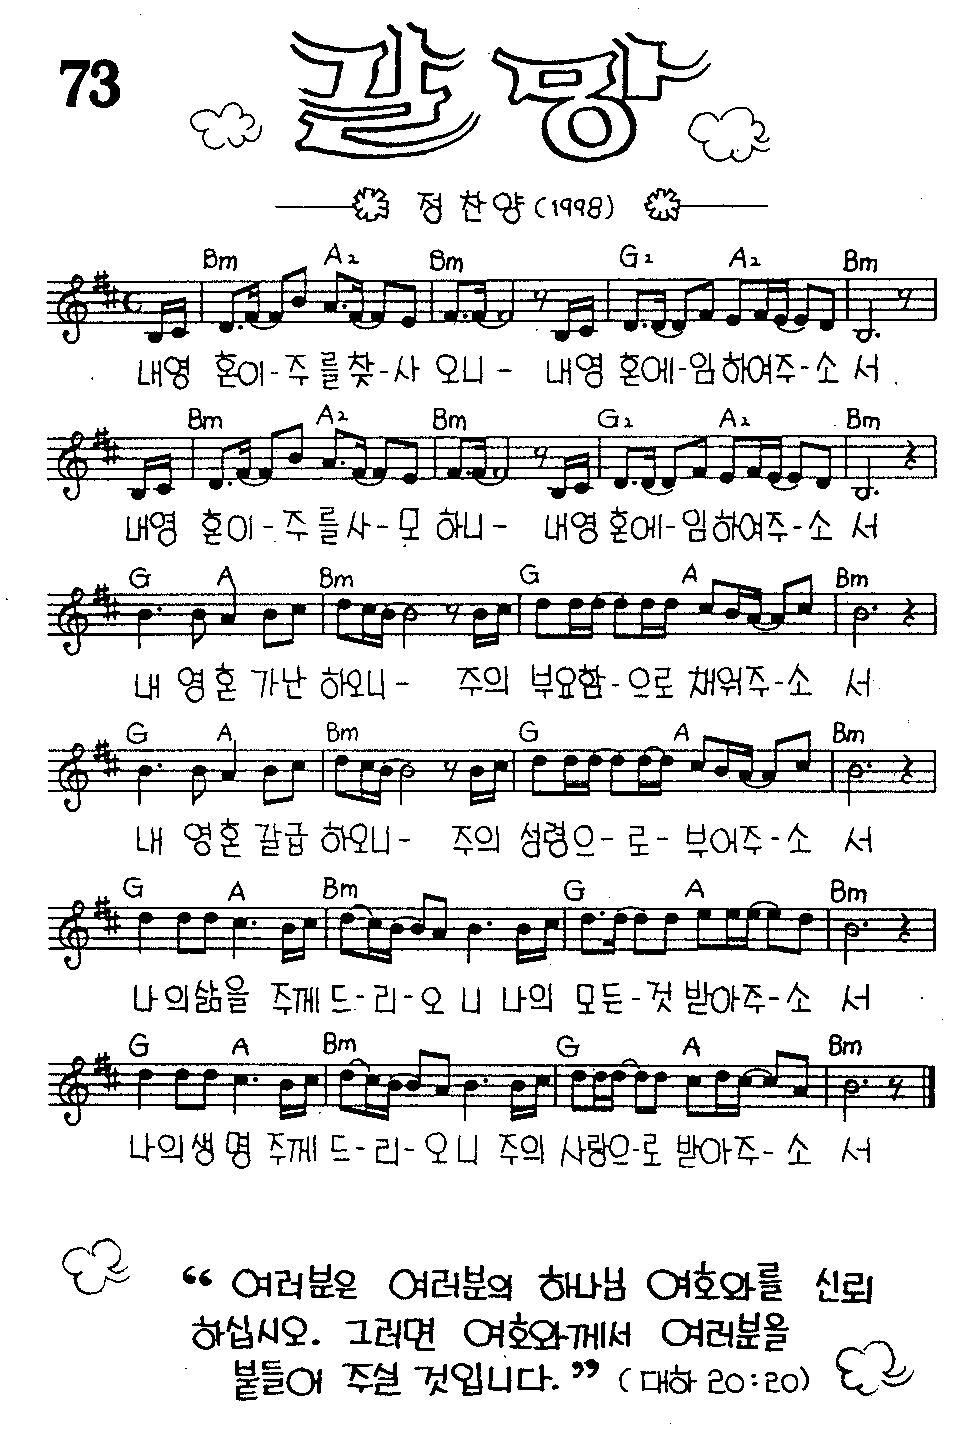 73
갈망
정찬양(1998)
Bm A2 Bm G2 A2 Bm
내영 혼이-주를찾-사 오니- 내영 혼에-임하여주-소 서
Bm A2 Bm G2 A2 Bm
내영 혼이-주를사-모 하니- 내영 혼에-임하여주-소 서
G A Bm G A Bm
내 영혼 가난 하오니- 주의 부요함-으로 채워주-소 서
G A Bm G A Bm
내 영혼 갈급 하오니- 주의 성령으-로-부어주-소 서
G A Bm G A Bm
나의삶을 주께드-리-오니 나의 모든-것 받아주-소 서
G A Bm G A Bm
나의생명 주께드-리-오니 주의 사랑으-로 받아주-소 서
“여러분은 여러분의 하나님 여호와를 신뢰
하십시오. 그러면 여호와께서 여러분을
붙들어 주실 것입니다.” (대하 20:20)